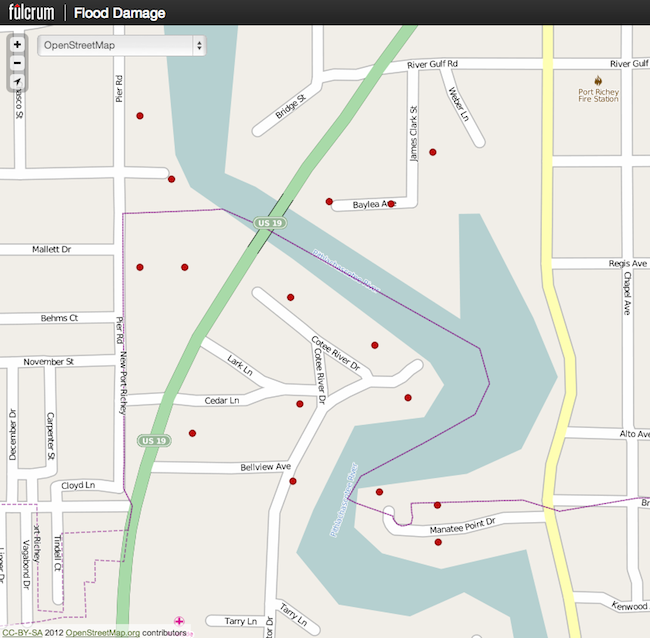 fulcrum
Flood Damage
+
OpenStreetMap
−
River Gulf Rd
River Gulf
Pier Rd
Bridge St
James Clark St
Weber Ln
Port Richey
Fire Station
Baylea Ave
US 19
Mallett Dr
Regis Ave
Chapel Ave
Behms Ct
Pier Rd
New-Port-Richey
Cotee River Dr
Cotee River Dr
November St
Lark Ln
Cedar Ln
December Dr
Carpenter St
US 19
Alto Ave
Bellview Ave
Cloyd Ln
Manatee Point Dr
Br
ort-Richey
Vagabond Dr
Tindell Ct
Kenwood
Tarry Ln
Tarry Ln
tor Dr
CC-BY-SA 2012 OpenStreetMap.org contributors